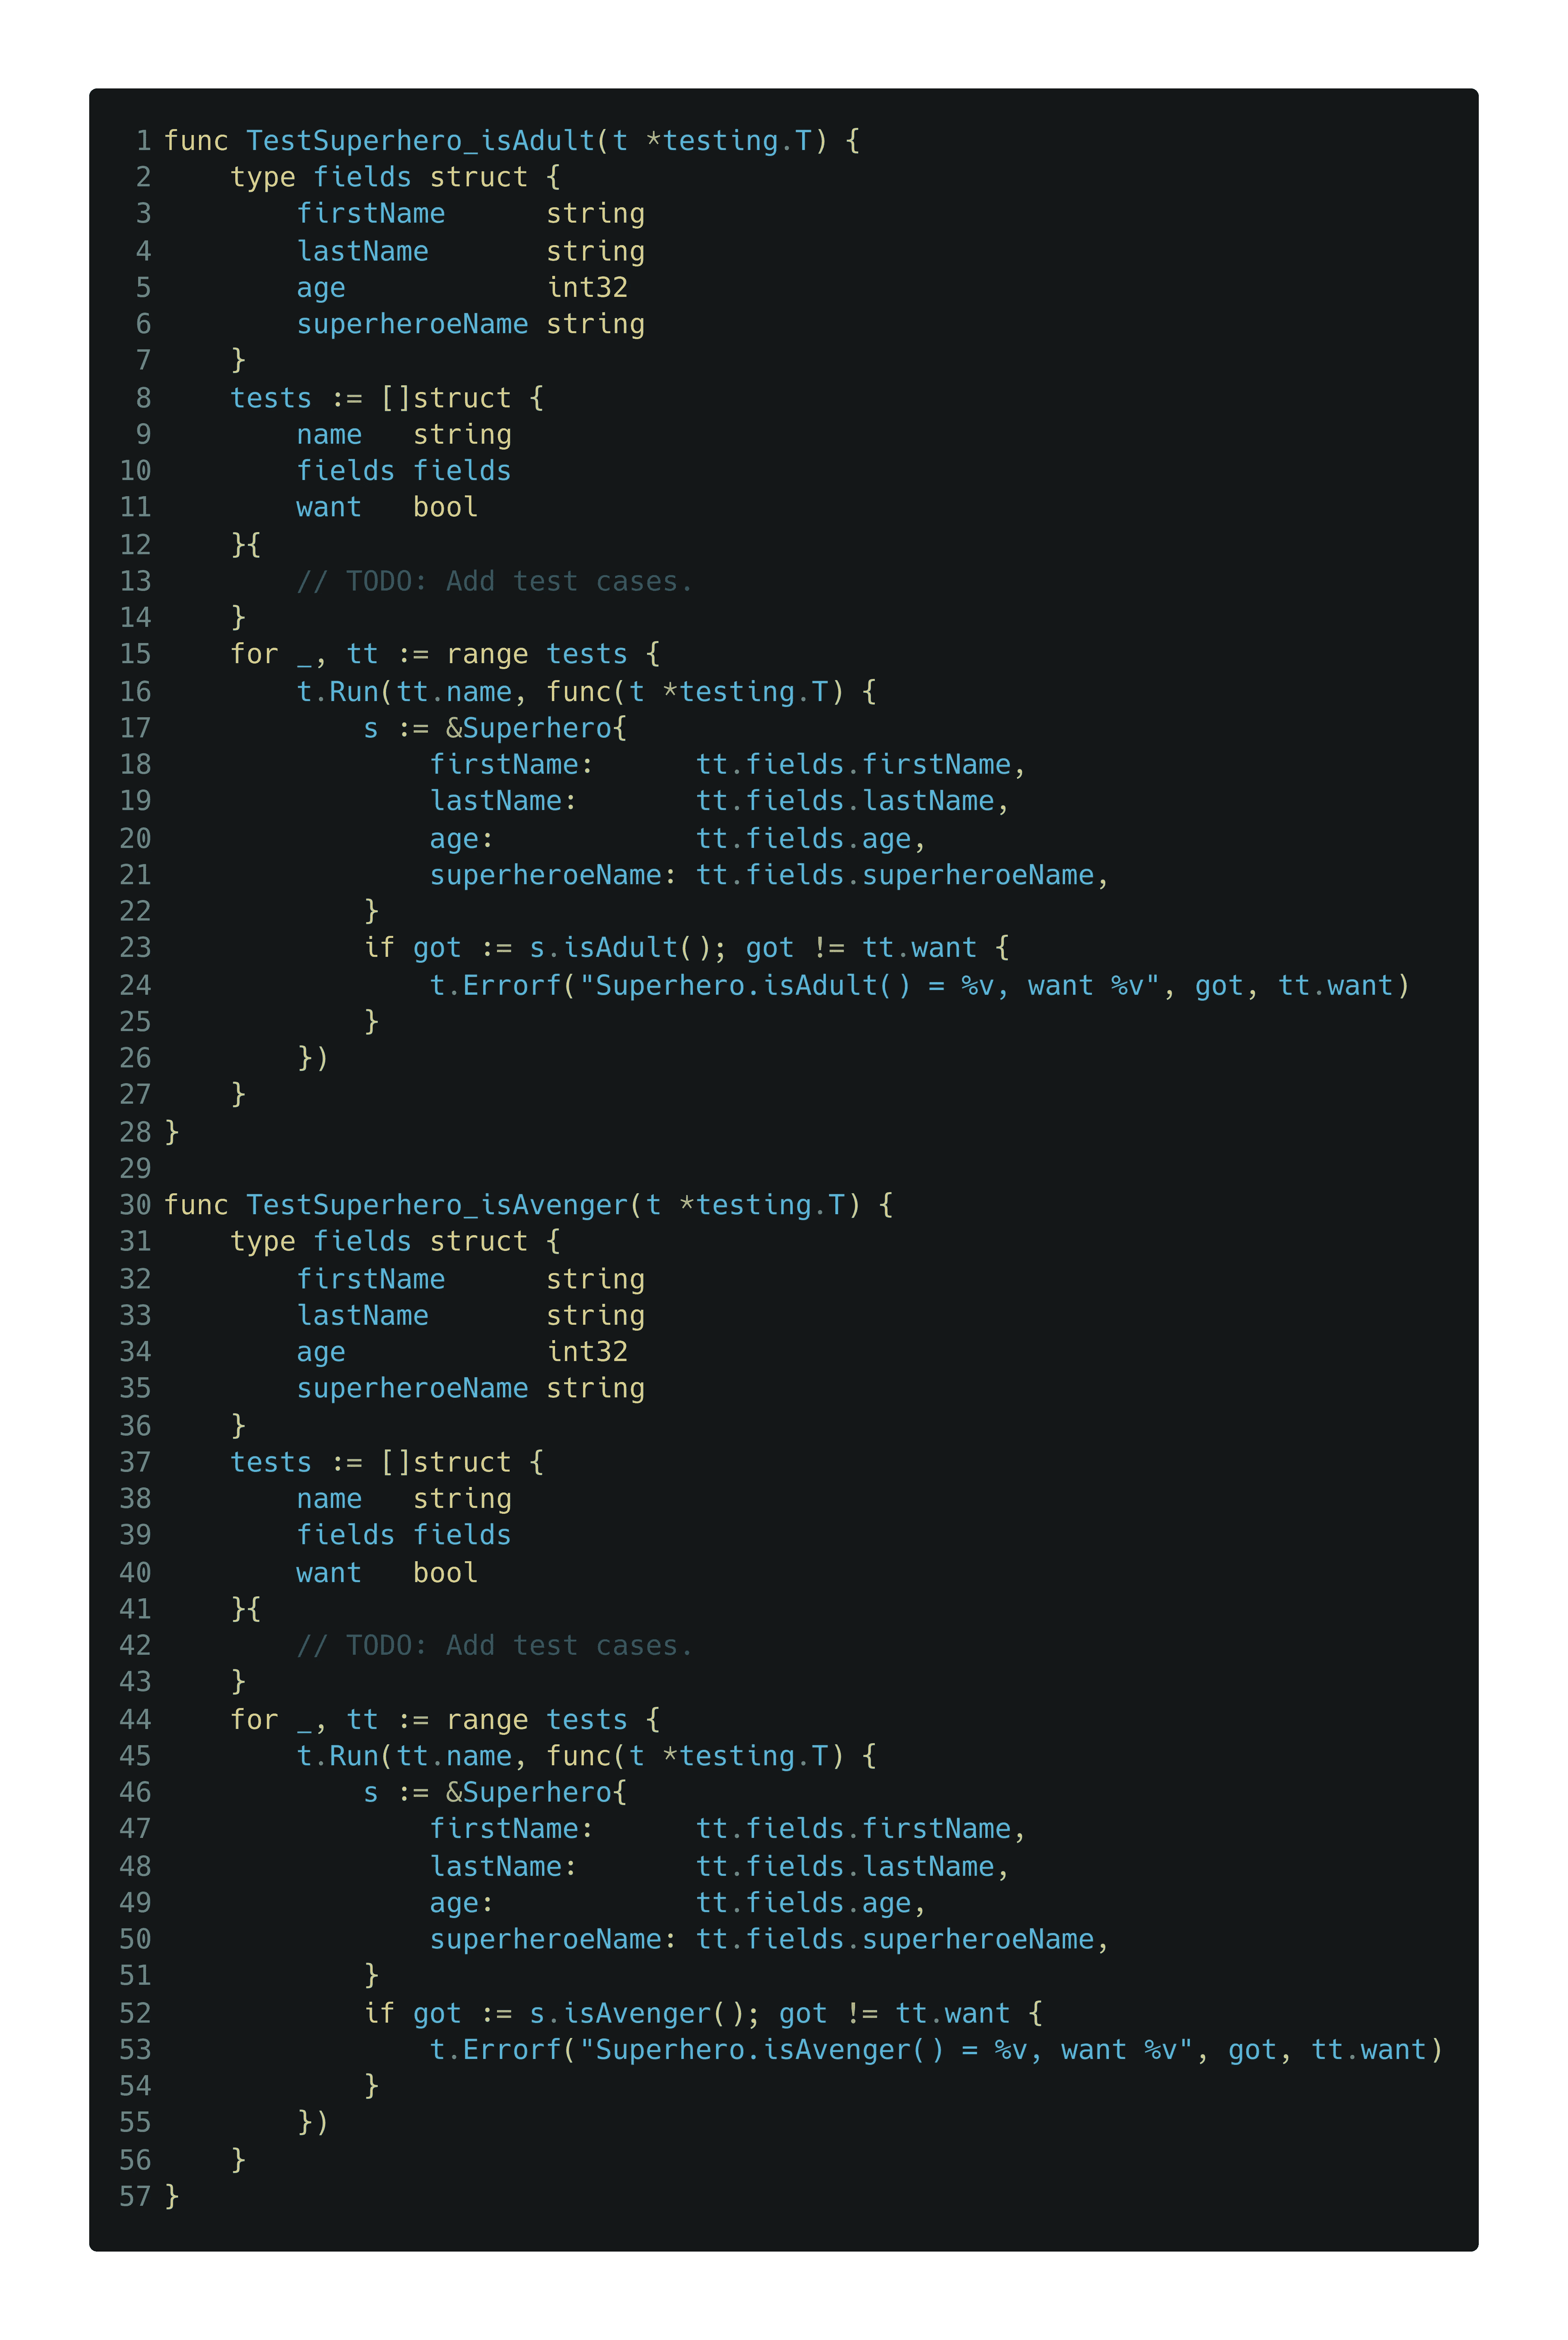 1 func TestSuperhero_isAdult(t *testing.T) {
2     type fields struct {
3         firstName      string
4         lastName       string
5         age            int32
6         superheroeName string
7     }
8     tests := []struct {
9         name   string
10         fields fields
11         want   bool
12     }{
13         // TODO: Add test cases.
14     }
15     for _, tt := range tests {
16         t.Run(tt.name, func(t *testing.T) {
17             s := &Superhero{
18                 firstName:      tt.fields.firstName,
19                 lastName:       tt.fields.lastName,
20                 age:            tt.fields.age,
21                 superheroeName: tt.fields.superheroeName,
22             }
23             if got := s.isAdult(); got != tt.want {
24                 t.Errorf("Superhero.isAdult() = %v, want %v", got, tt.want)
25             }
26         })
27     }
28 }
29
30 func TestSuperhero_isAvenger(t *testing.T) {
31     type fields struct {
32         firstName      string
33         lastName       string
34         age            int32
35         superheroeName string
36     }
37     tests := []struct {
38         name   string
39         fields fields
40         want   bool
41     }{
42         // TODO: Add test cases.
43     }
44     for _, tt := range tests {
45         t.Run(tt.name, func(t *testing.T) {
46             s := &Superhero{
47                 firstName:      tt.fields.firstName,
48                 lastName:       tt.fields.lastName,
49                 age:            tt.fields.age,
50                 superheroeName: tt.fields.superheroeName,
51             }
52             if got := s.isAvenger(); got != tt.want {
53                 t.Errorf("Superhero.isAvenger() = %v, want %v", got, tt.want)
54             }
55         })
56     }
57 }